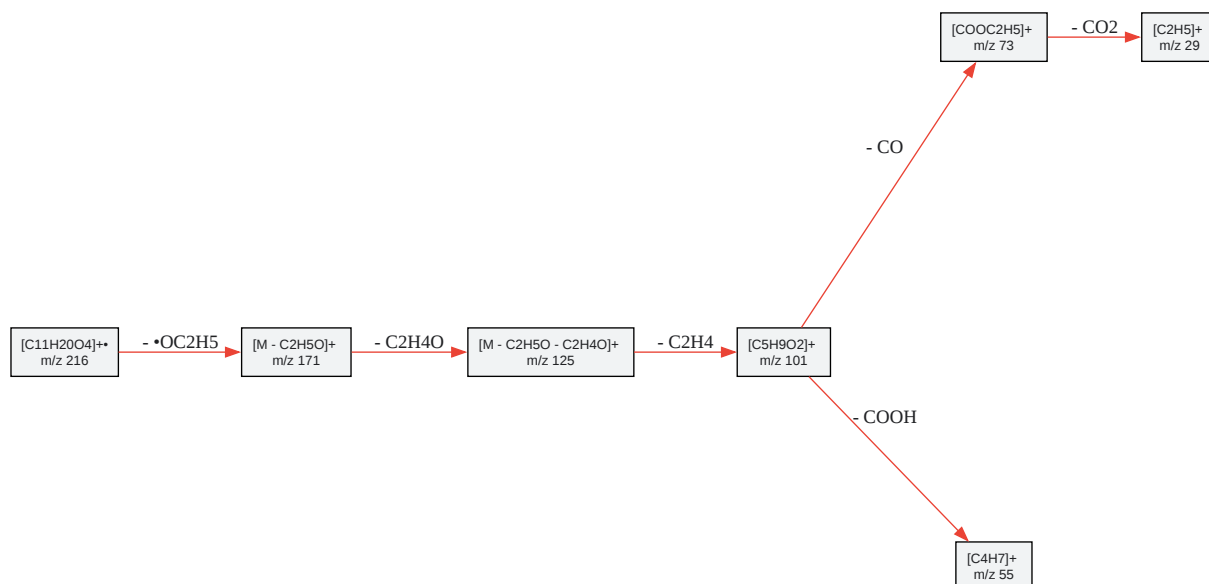 [COOC2H5]+
m/z 73
- CO2
[C2H5]+
m/z 29
- CO
[C11H20O4]+•
m/z 216
- •OC2H5
[M - C2H5O]+
m/z 171
- C2H4O
[M - C2H5O - C2H4O]+
m/z 125
- C2H4
[C5H9O2]+
m/z 101
- COOH
[C4H7]+
m/z 55